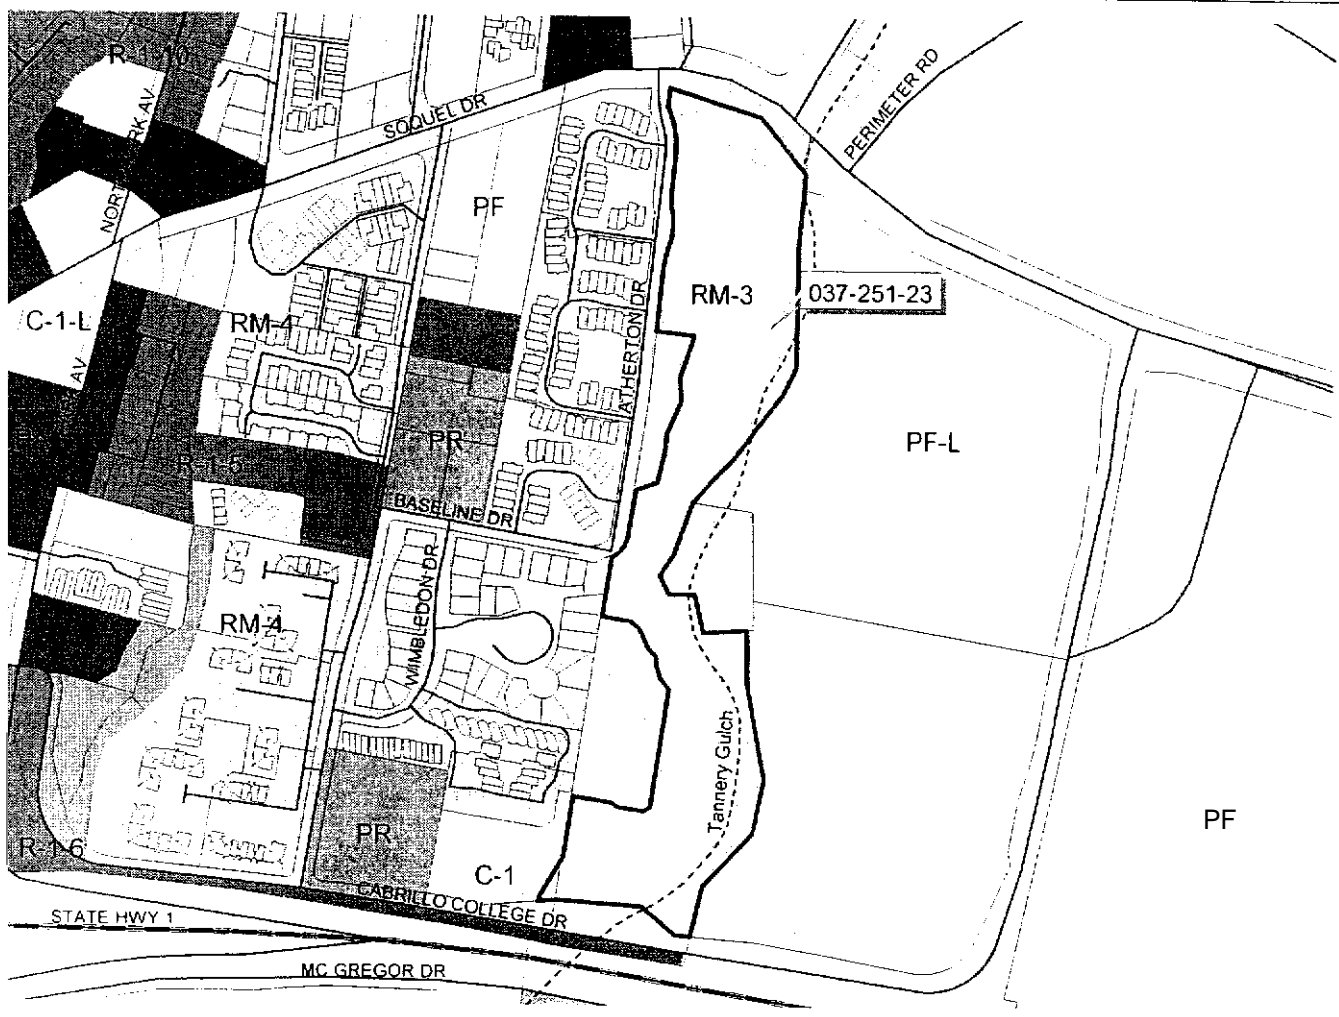 R-1-10
SOQUEL DR
PERIMETER RD
PF
RM-3
037-251-23
C-1-L
RM-4
ATHERTON DR
AV
PR
PF-L
R-1-5
BASELINE DR
WIMBLEDON DR
RM-4
Tannery Gulch
PF
PR
R-1-6
C-1
CABRILLO COLLEGE DR
STATE HWY 1
MC GREGOR DR